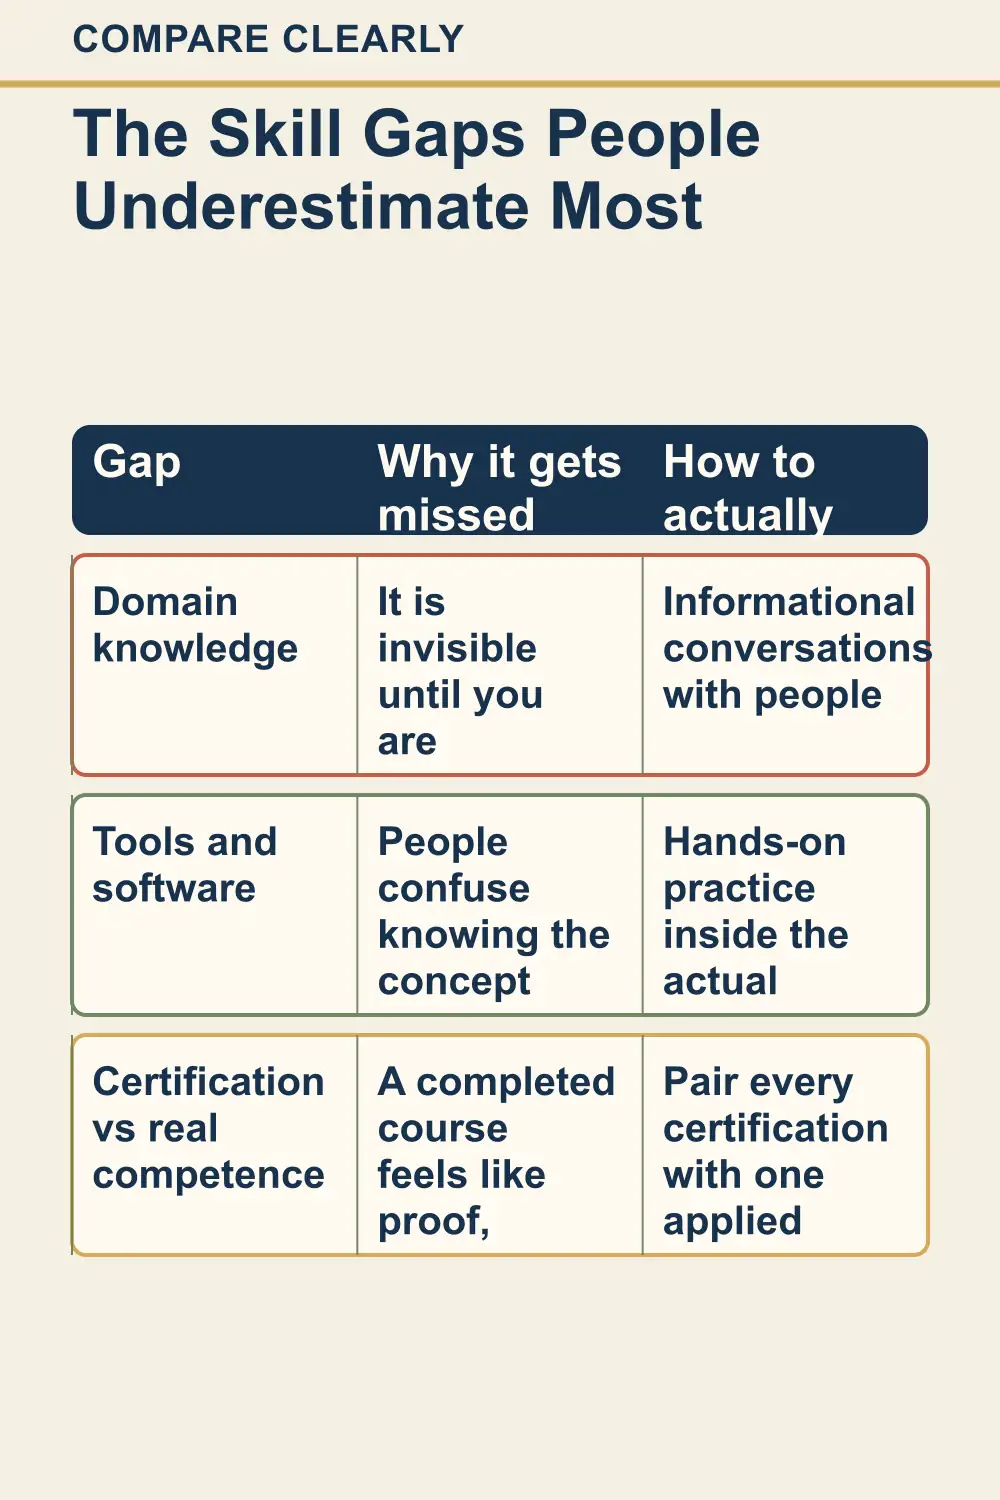 COMPARE CLEARLY
The Skill Gaps People
Underestimate Most
Gap
Why it gets
missed
How to
actually
Domain
knowledge
It is
invisible
until you
are
Informational
conversations
with people
Tools and
software
People
confuse
knowing the
concept
Hands-on
practice
inside the
actual
Certification
vs real
competence
A completed
course
feels like
proof,
Pair every
certification
with one
applied